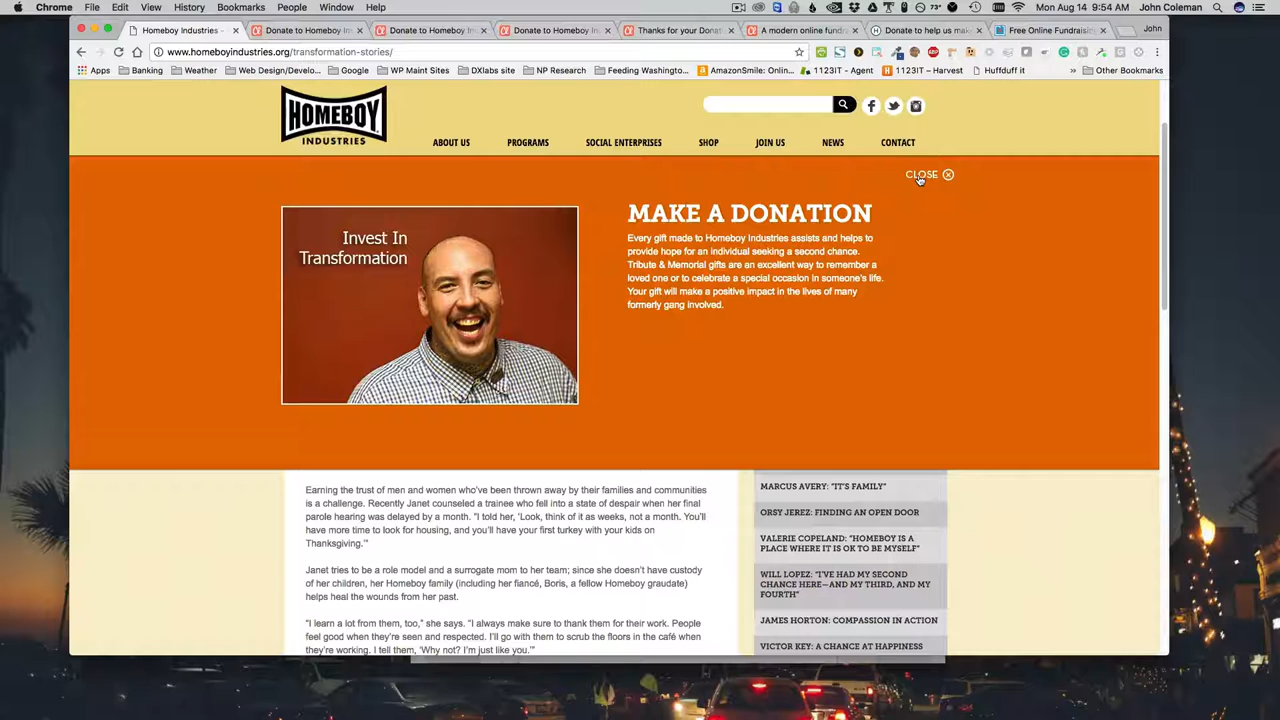 Chrome File Edit View History Bookmarks People Window Help
73° Mon Aug 14 9:54 AM John Coleman
Homeboy Industries -
Donate to Homeboy In
Donate to Homeboy In
Donate to Homeboy In
Thanks for your Donat
A modern online fundr
Donate to help us mak
Free Online Fundraisin
John
www.homeboyindustries.org/transformation-stories/
Apps Banking Weather Web Design/Develo... Google WP Maint Sites DXlabs site NP Research Feeding Washingto... AmazonSmile: Onlin... 1123IT - Agent 1123IT – Harvest Huffduff it » Other Bookmarks
HOMEBOY
INDUSTRIES
ABOUT US PROGRAMS SOCIAL ENTERPRISES SHOP JOIN US NEWS CONTACT
CLOSE
Invest In
Transformation
MAKE A DONATION
Every gift made to Homeboy Industries assists and helps to
provide hope for an individual seeking a second chance.
Tribute & Memorial gifts are an excellent way to remember a
loved one or to celebrate a special occasion in someone's life.
Your gift will make a positive impact in the lives of many
formerly gang involved.
Earning the trust of men and women who've been thrown away by their families and communities
is a challenge. Recently Janet counseled a trainee who fell into a state of despair when her final
parole hearing was delayed by a month. "I told her, 'Look, think of it as weeks, not a month. You'll
have more time to look for housing, and you'll have your first turkey with your kids on
Thanksgiving.'"
Janet tries to be a role model and a surrogate mom to her team; since she doesn't have custody
of her children, her Homeboy family (including her fiancé, Boris, a fellow Homeboy graudate)
helps heal the wounds from her past.
"I learn a lot from them, too," she says. "I always make sure to thank them for their work. People
feel good when they're seen and respected. I'll go with them to scrub the floors in the café when
they're working. I tell them, 'Why not? I'm just like you.'"
MARCUS AVERY: "IT'S FAMILY"
ORSY JEREZ: FINDING AN OPEN DOOR
VALERIE COPELAND: "HOMEBOY IS A
PLACE WHERE IT IS OK TO BE MYSELF"
WILL LOPEZ: "I'VE HAD MY SECOND
CHANCE HERE—AND MY THIRD, AND MY
FOURTH"
JAMES HORTON: COMPASSION IN ACTION
VICTOR KEY: A CHANCE AT HAPPINESS